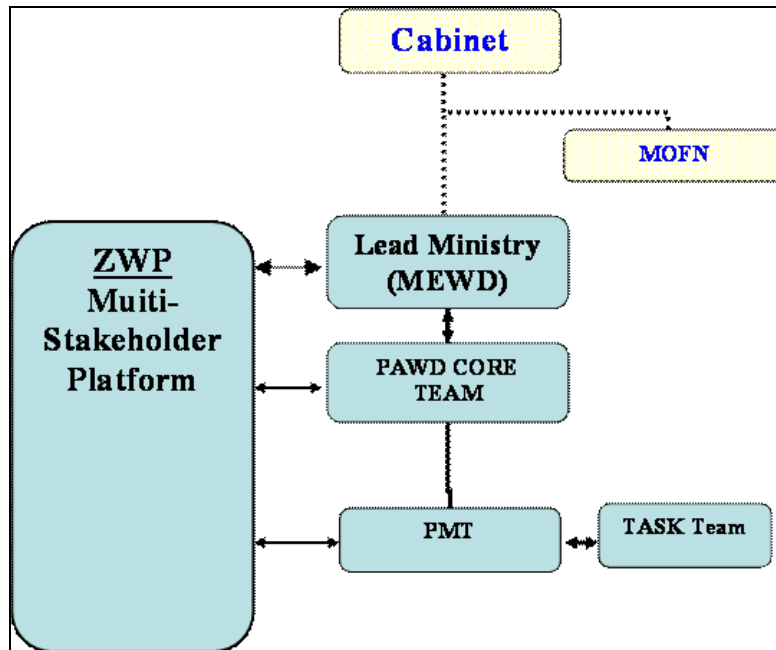 Cabinet
MOFN
ZWP
Muiti-
Stakeholder
Platform
Lead Ministry
(MEWD)
PAWD CORE
TEAM
PMT
TASK Team